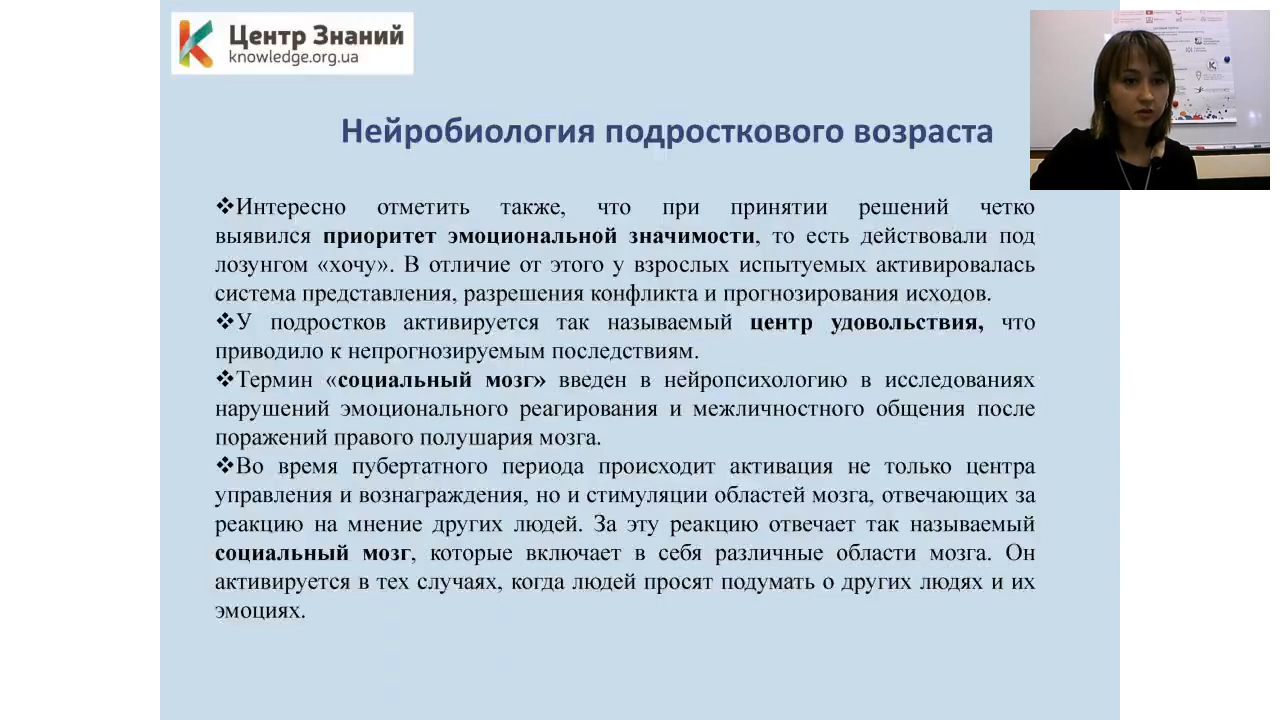 Центр Знаний
knowledge.org.ua
Нейробиология подросткового возраста
❖Интересно отметить также, что при принятии решений четко
выявился приоритет эмоциональной значимости, то есть действовали под
лозунгом «хочу». В отличие от этого у взрослых испытуемых активировалась
система представления, разрешения конфликта и прогнозирования исходов.
❖У подростков активируется так называемый центр удовольствия, что
приводило к непрогнозируемым последствиям.
❖Термин «социальный мозг» введен в нейропсихологию в исследованиях
нарушений эмоционального реагирования и межличностного общения после
поражений правого полушария мозга.
❖Во время пубертатного периода происходит активация не только центра
управления и вознаграждения, но и стимуляции областей мозга, отвечающих за
реакцию на мнение других людей. За эту реакцию отвечает так называемый
социальный мозг, которые включает в себя различные области мозга. Он
активируется в тех случаях, когда людей просят подумать о других людях и их
эмоциях.